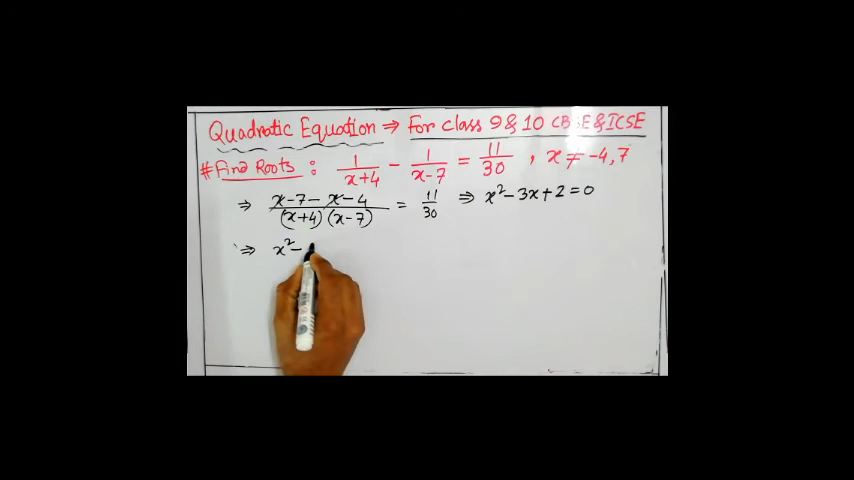 Quadratic Equation ⇒ For class 9 & 10 CBSE & ICSE
# Find Roots : 1/(x+4) - 1/(x-7) = 11/30 , x ≠ -4, 7
⇒ (x-7-x-4)/((x+4)(x-7)) = 11/30 ⇒ x² - 3x + 2 = 0
⇒ x² -